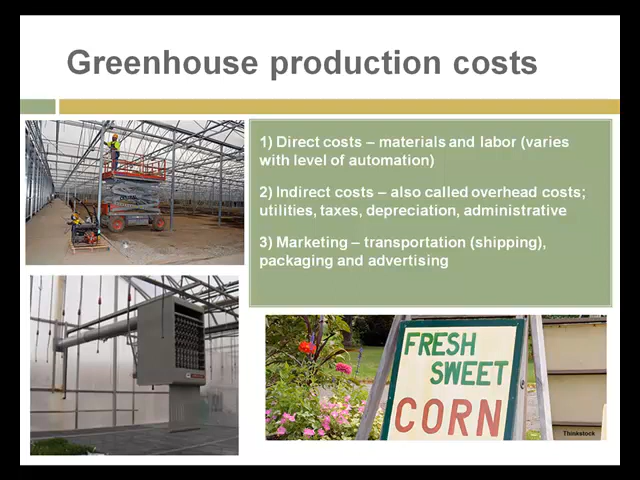 Greenhouse production costs
1) Direct costs – materials and labor (varies
with level of automation)
2) Indirect costs – also called overhead costs;
utilities, taxes, depreciation, administrative
3) Marketing – transportation (shipping),
packaging and advertising
FRESH
SWEET
CORN
Thinkstock